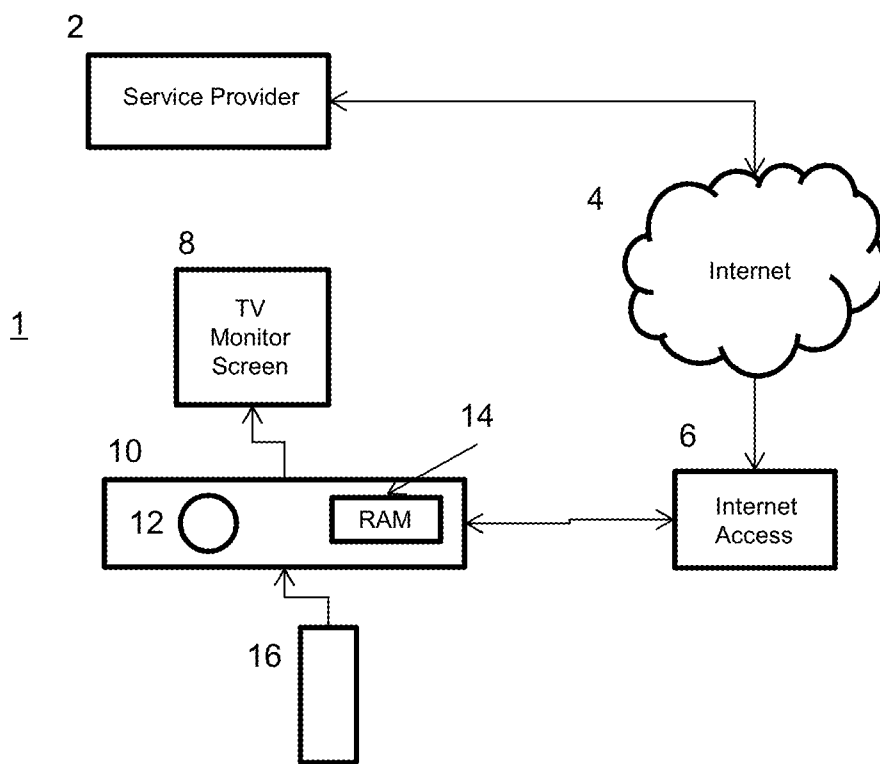 2
Service Provider
4
Internet
8
TV
Monitor
Screen
1
14
6
10
12
RAM
Internet
Access
16